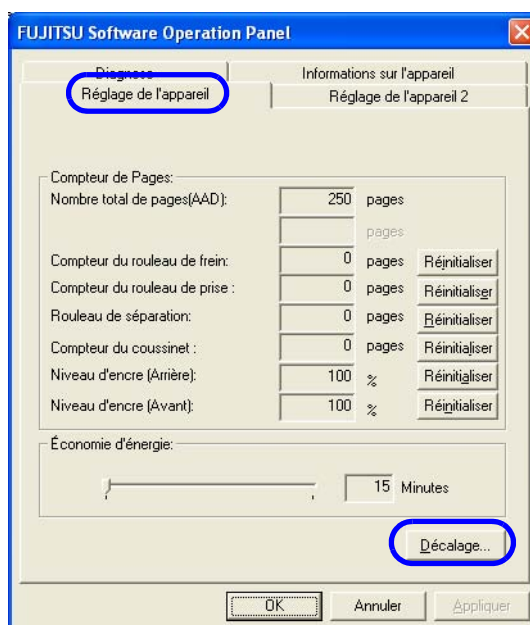 FUJITSU Software Operation Panel
Diagnose Informations sur l'appareil
Réglage de l'appareil Réglage de l'appareil 2
Compteur de Pages:
Nombre total de pages(AAD): 250 pages
pages
Compteur du rouleau de frein: 0 pages Réinitialiser
Compteur du rouleau de prise : 0 pages Réinitialiser
Rouleau de séparation: 0 pages Réinitialiser
Compteur du coussinet : 0 pages Réinitialiser
Niveau d'encre (Arrière): 100 % Réinitialiser
Niveau d'encre (Avant): 100 % Réinitialiser
Économie d'énergie:
15 Minutes
Décalage...
OK Annuler Appliquer